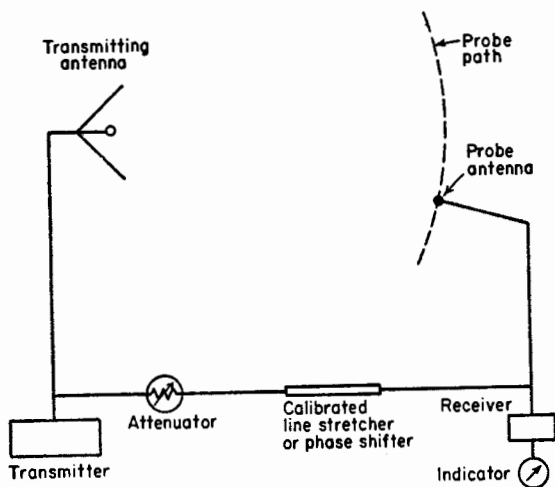 Transmitting
antenna
Probe
path
Probe
antenna
Attenuator
Calibrated
line stretcher
or phase shifter
Receiver
Transmitter
Indicator